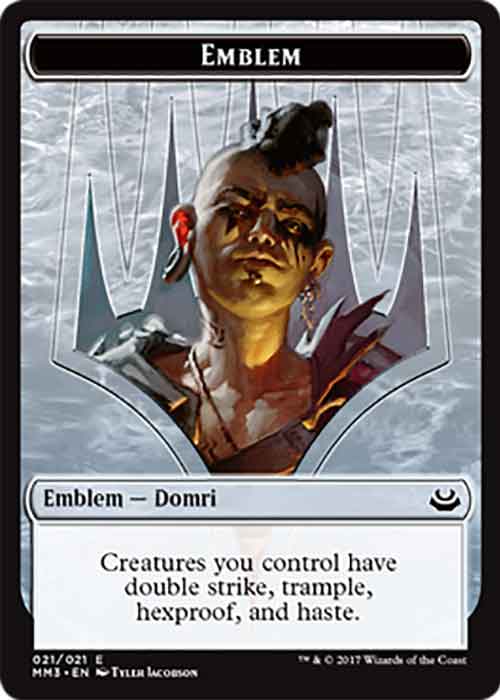 EMBLEM
Emblem — Domri
Creatures you control have
double strike, trample,
hexproof, and haste.
021/021 E
MM3 • EN Tyler Jacobson
™ & © 2017 Wizards of the Coast